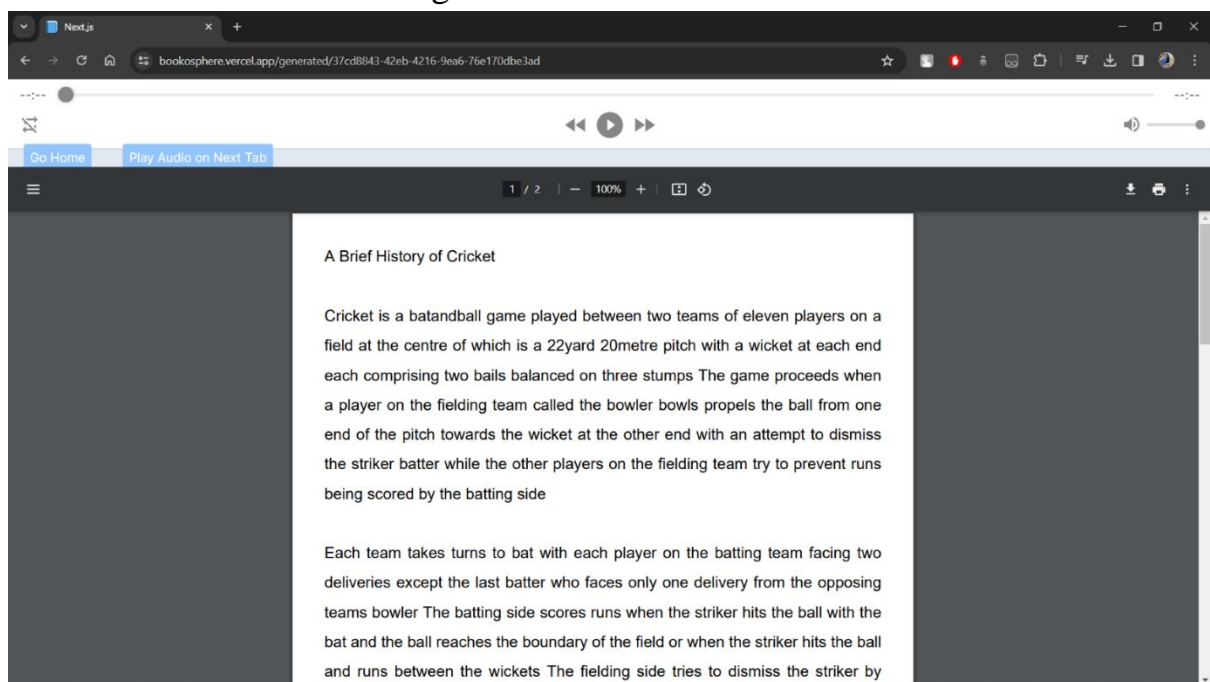 Next.js
bookosphere.vercel.app/generated/37cd8843-42eb-4216-9ea6-76e170dbe3ad
--:-- --:--
Go Home Play Audio on Next Tab
1 / 2 | − 100% +
A Brief History of Cricket
Cricket is a batandball game played between two teams of eleven players on a
field at the centre of which is a 22yard 20metre pitch with a wicket at each end
each comprising two bails balanced on three stumps The game proceeds when
a player on the fielding team called the bowler bowls propels the ball from one
end of the pitch towards the wicket at the other end with an attempt to dismiss
the striker batter while the other players on the fielding team try to prevent runs
being scored by the batting side
Each team takes turns to bat with each player on the batting team facing two
deliveries except the last batter who faces only one delivery from the opposing
teams bowler The batting side scores runs when the striker hits the ball with the
bat and the ball reaches the boundary of the field or when the striker hits the ball
and runs between the wickets The fielding side tries to dismiss the striker by